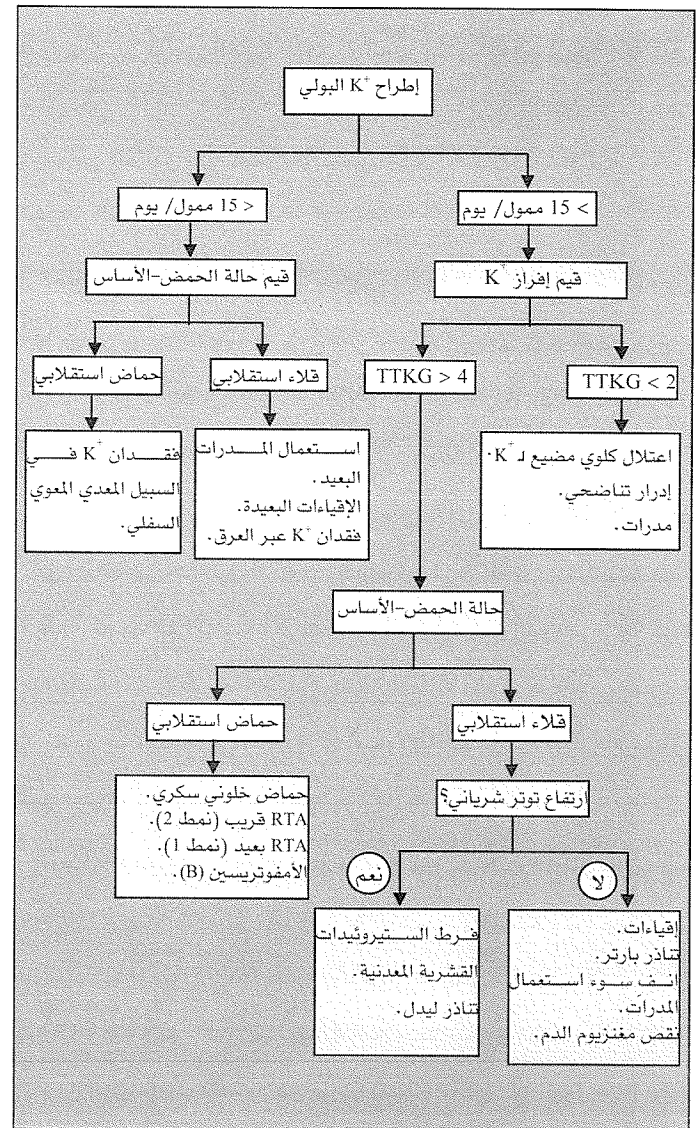 إطراح K⁺ البولي
< 15 ممول/ يوم
> 15 ممول/ يوم
قيم حالة الحمض-الأساس
قيم إفراز K⁺
حماض استقلابي
قلاء استقلابي
TTKG > 4
TTKG < 2
فقدان K⁺ في
السبيل المعدي المعوي
السفلي.
استعمال المدرات
البعيد.
الإقياءات البعيدة.
فقدان K⁺ عبر العرق.
اعتلال كلوي مضيع لـ K⁺.
إدرار تناضحي.
مدرات.
حالة الحمض-الأساس
حماض استقلابي
قلاء استقلابي
حماض خلوني سكري.
RTA قريب (نمط 2).
RTA بعيد (نمط 1).
الأمفوتريسين (B).
ارتفاع توتر شرياني؟
نعم
لا
فرط الستيروئيدات
القشرية المعدنية.
تناذر ليدل.
إقياءات.
تناذر بارتر.
انف سوء استعمال
المدرات.
نقص مغنزيوم الدم.